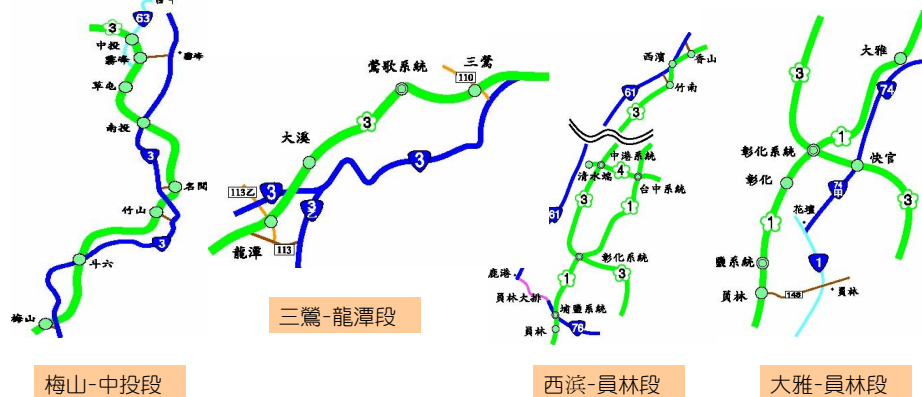 63
3
中投
霧峰
霧峰
草屯
南投
3
名間
竹山
3
斗六
梅山
梅山-中投段
三鶯
110
鶯歌系統
3
大溪
3
113乙
3
3乙
龍潭
113
三鶯-龍潭段
西濱
香山
61
竹南
3
中港系統
清水端
4
台中系統
3
1
61
彰化系統
鹿港
1
3
員林大排
埔鹽系統
員林
76
西滨-員林段
大雅
3
74
1
彰化系統
快官
彰化
74甲
花壇
1
1
鹽系統
員林
148
員林
大雅-員林段